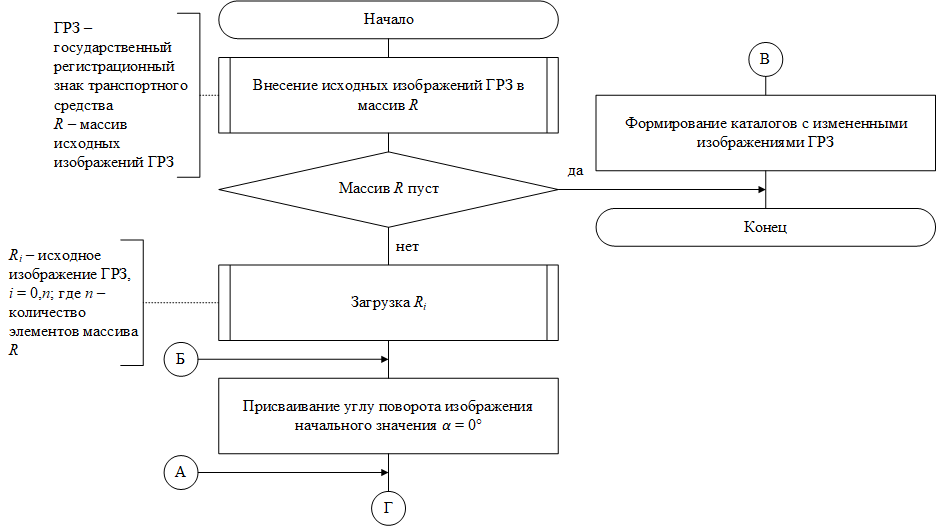 Начало
ГРЗ –
государственный
регистрационный
знак транспортного
средства
R – массив
исходных
изображений ГРЗ
Внесение исходных изображений ГРЗ в
массив R
В
Формирование каталогов с измененными
изображениями ГРЗ
Массив R пуст
да
Конец
нет
Ri – исходное
изображение ГРЗ,
i = 0,n; где n –
количество
элементов массива
R
Загрузка Ri
Б
Присваивание углу поворота изображения
начального значения α = 0°
А
Г